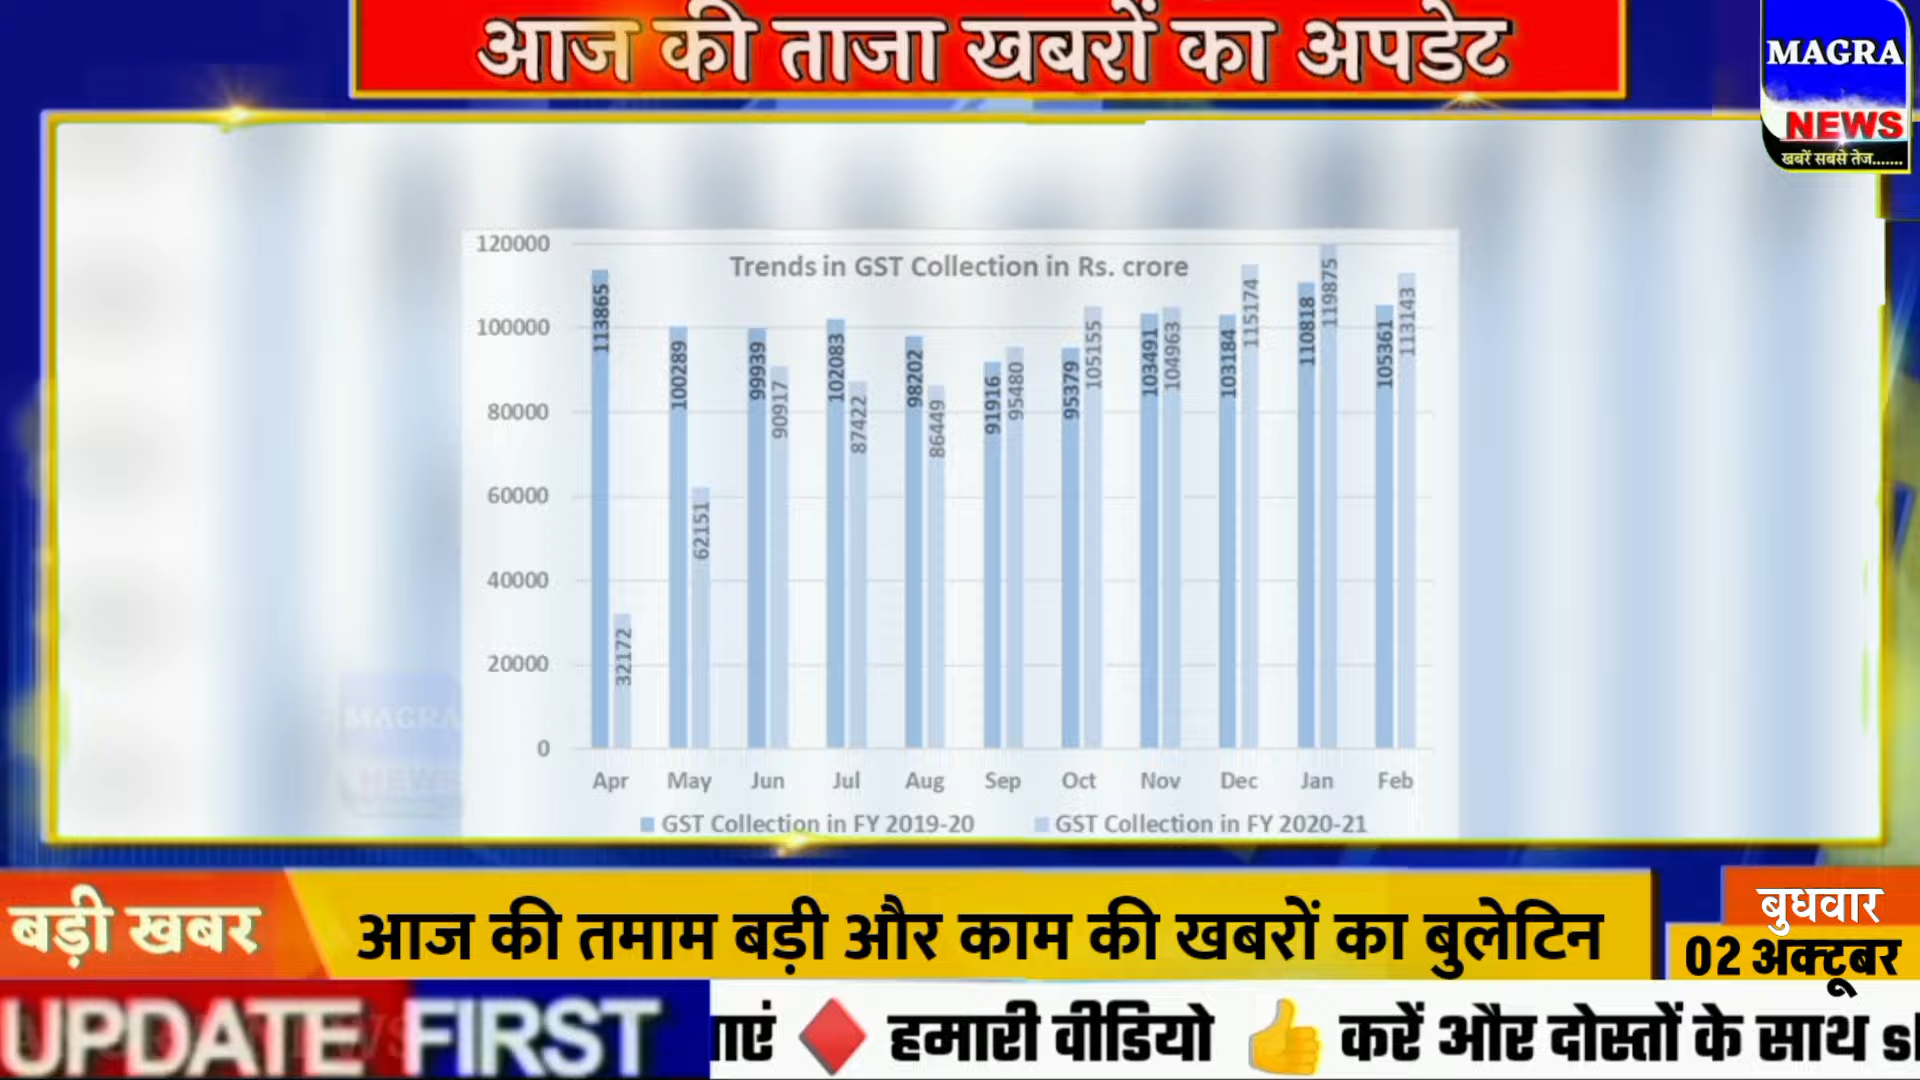 आज की ताजा खबरों का अपडेट
MAGRA
NEWS
खबरें सबसे तेज.......
Trends in GST Collection in Rs. crore
120000
100000
80000
60000
40000
20000
0
113865 32172
100289 62151
99939 90917
102083 87422
98202 86449
91916 95480
95379 105155
103491 104963
103184 115174
110818 119875
105361 113143
Apr May Jun Jul Aug Sep Oct Nov Dec Jan Feb
GST Collection in FY 2019-20 GST Collection in FY 2020-21
MAGRA
NEWS
बड़ी खबर
आज की तमाम बड़ी और काम की खबरों का बुलेटिन
बुधवार
02 अक्टूबर
UPDATE FIRST
हमारी वीडियो 👍 करें और दोस्तों के साथ